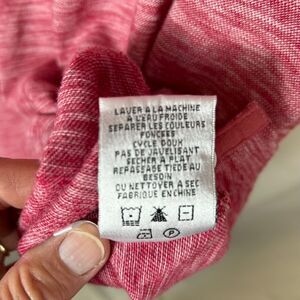 LAVER A LA MACHINE
A L'EAU FROIDE
SEPARER LES COULEURS
FONCEES
CYCLE DOUX
PAS DE JAVELISANT
SECHER A PLAT
REPASSAGE TIEDE AU
BESOIN
OU NETTOYER A SEC
FABRIQUE EN CHINE
P